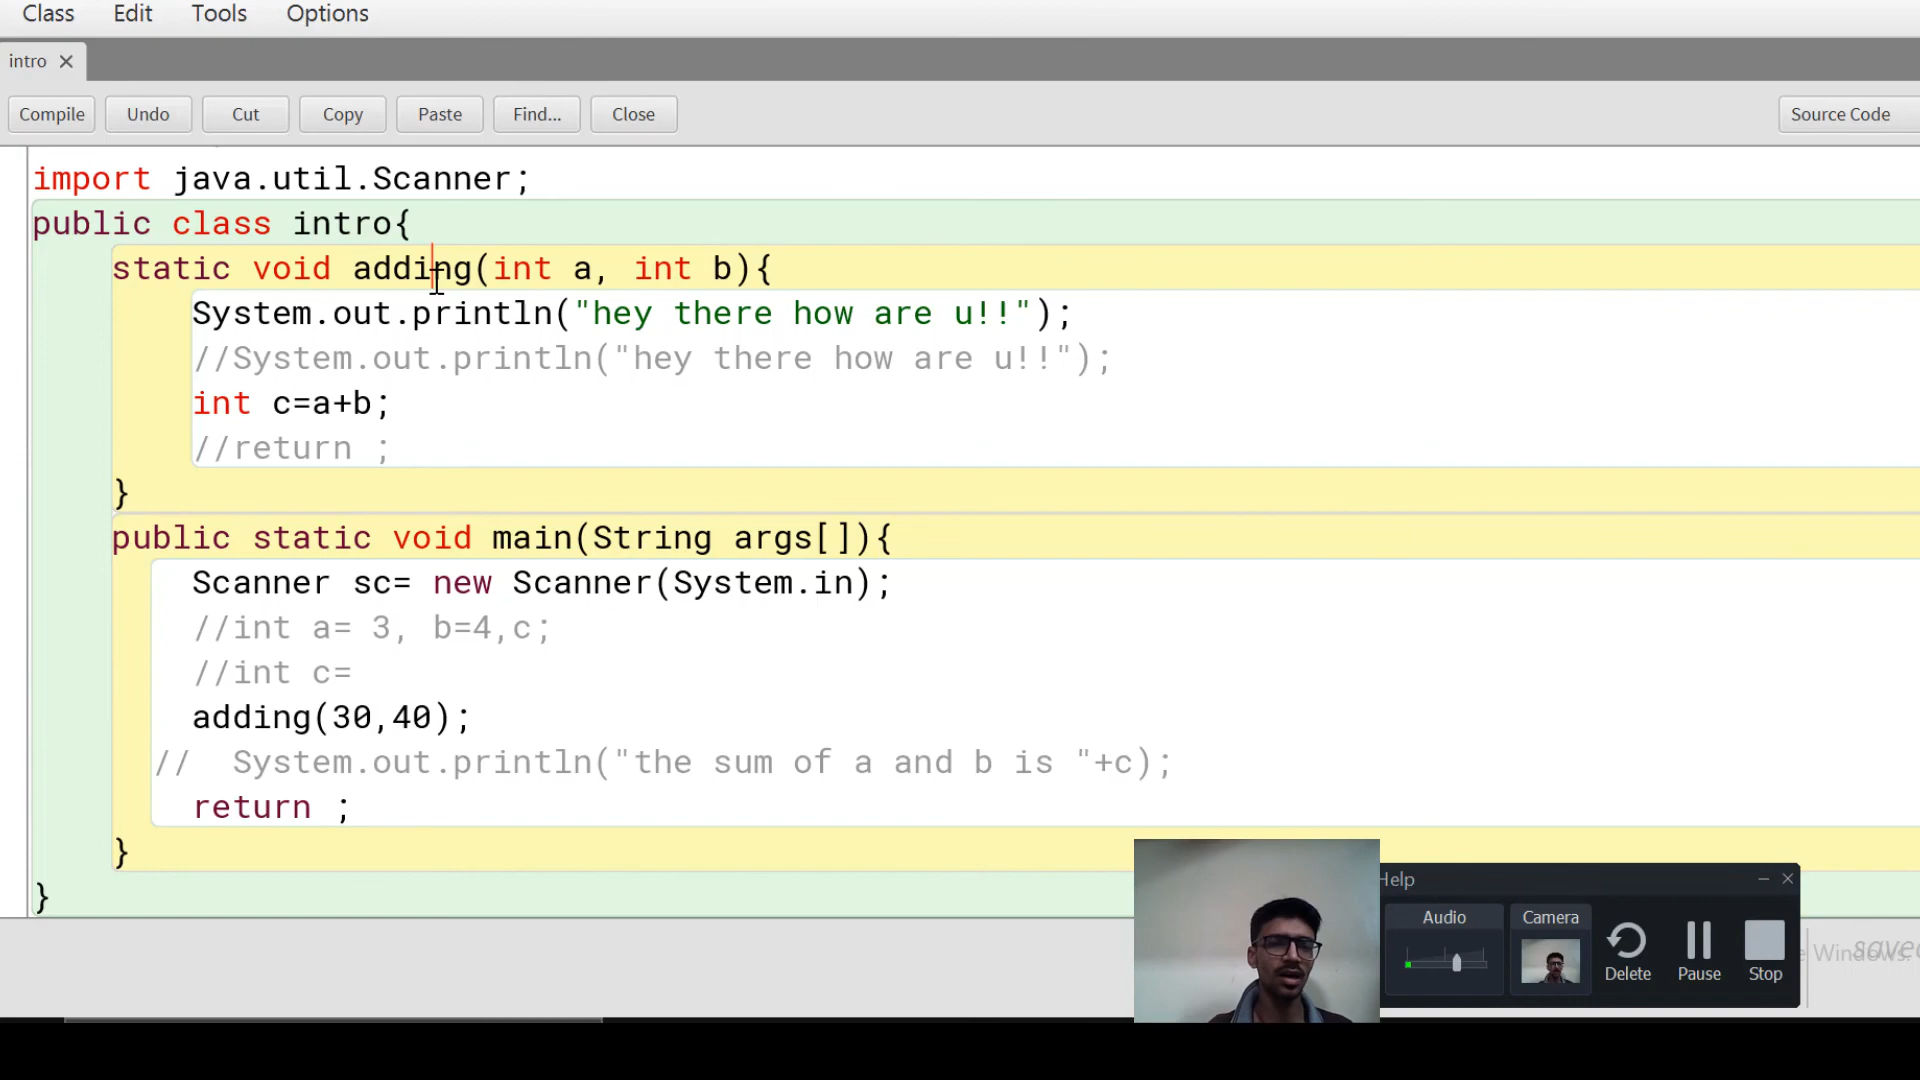 Class Edit Tools Options
intro ×
Compile Undo Cut Copy Paste Find... Close Source Code
import java.util.Scanner;
public class intro{
static void adding(int a, int b){
System.out.println("hey there how are u!!");
//System.out.println("hey there how are u!!");
int c=a+b;
//return ;
}
public static void main(String args[]){
Scanner sc= new Scanner(System.in);
//int a= 3, b=4,c;
//int c=
adding(30,40);
// System.out.println("the sum of a and b is "+c);
return ;
}
}
Help
Audio Camera
Delete Pause Stop
Windows.